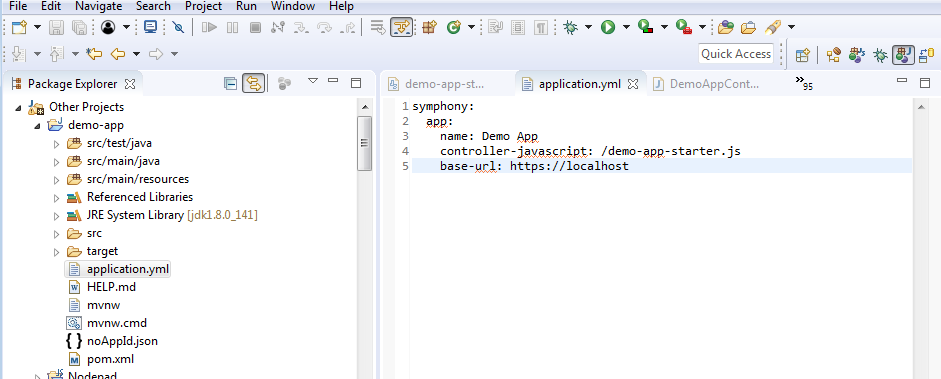 File Edit Navigate Search Project Run Window Help
Quick Access
Package Explorer
demo-app-st...
application.yml
DemoAppCont...
»95
Other Projects
demo-app
src/test/java
src/main/java
src/main/resources
Referenced Libraries
JRE System Library [jdk1.8.0_141]
src
target
application.yml
HELP.md
mvnw
mvnw.cmd
noAppId.json
pom.xml
Nodepad
1 symphony:
2 app:
3 name: Demo App
4 controller-javascript: /demo-app-starter.js
5 base-url: https://localhost